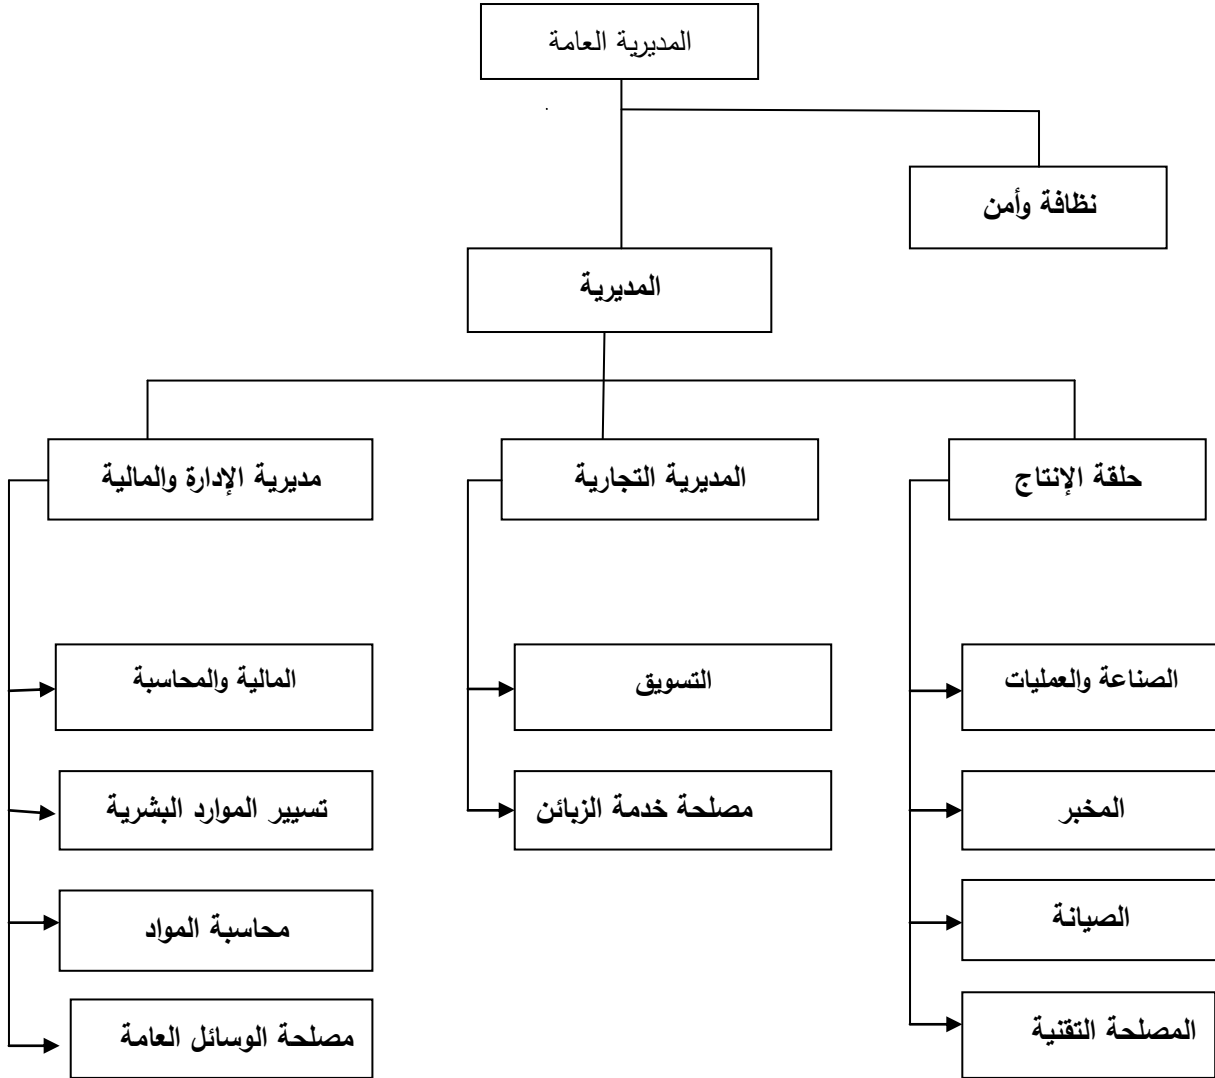 المديرية العامة
نظافة وأمن
المديرية
حلقة الإنتاج
المديرية التجارية
مديرية الإدارة والمالية
الصناعة والعمليات
التسويق
المالية والمحاسبة
المخبر
مصلحة خدمة الزبائن
تسيير الموارد البشرية
الصيانة
محاسبة المواد
المصلحة التقنية
مصلحة الوسائل العامة